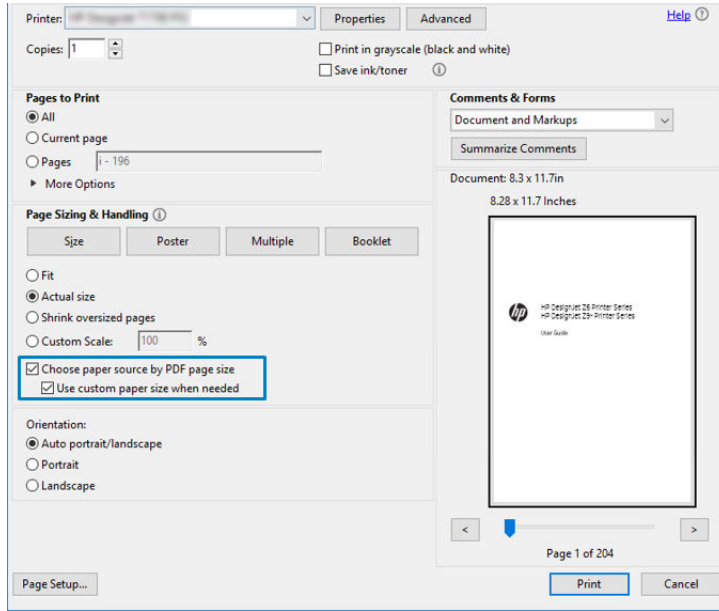 Printer:
Properties
Advanced
Help
Copies: 1
Print in grayscale (black and white)
Save ink/toner
Pages to Print
All
Current page
Pages i - 196
More Options
Page Sizing & Handling
Size Poster Multiple Booklet
Fit
Actual size
Shrink oversized pages
Custom Scale: 100 %
Choose paper source by PDF page size
Use custom paper size when needed
Orientation:
Auto portrait/landscape
Portrait
Landscape
Comments & Forms
Document and Markups
Summarize Comments
Document: 8.3 x 11.7in
8.28 x 11.7 Inches
hp
HP DesignJet Z6 Printer Series
HP DesignJet Z9+ Printer Series
User Guide
< >
Page 1 of 204
Page Setup...
Print
Cancel